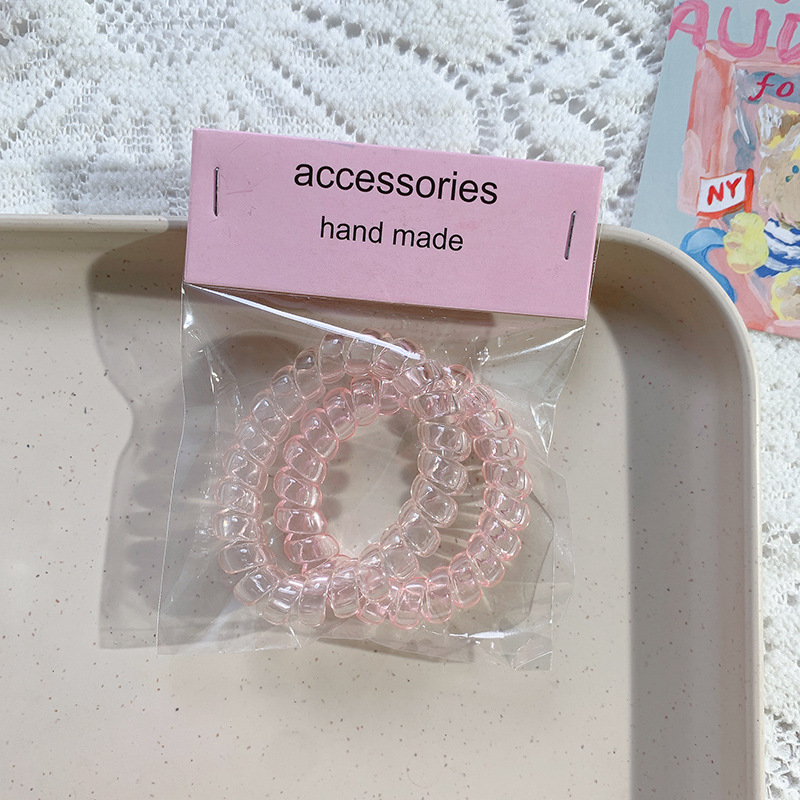 accessories
hand made
NY